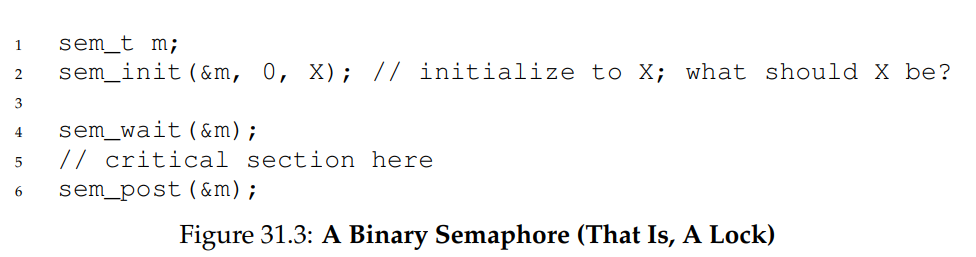 1 sem_t m;
2 sem_init(&m, 0, X); // initialize to X; what should X be?
3
4 sem_wait(&m);
5 // critical section here
6 sem_post(&m);
Figure 31.3: A Binary Semaphore (That Is, A Lock)